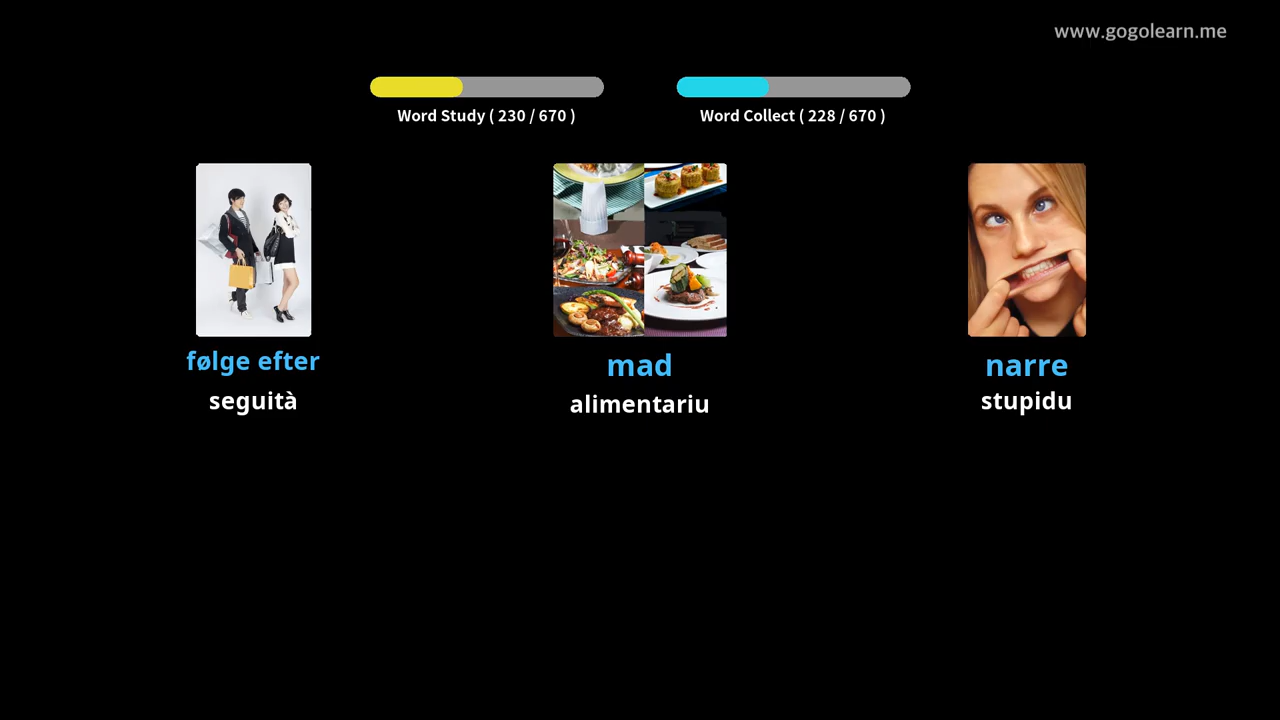 www.gogolearn.me
Word Study ( 230 / 670 )
Word Collect ( 228 / 670 )
følge efter
mad
narre
seguità
alimentariu
stupidu